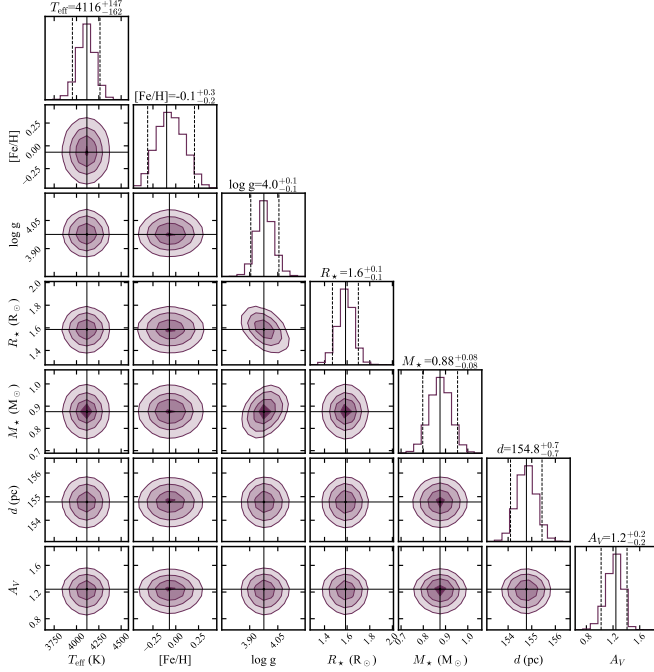 T_eff=4116^{+147}_{-162}
[Fe/H]
0.25
0.00
−0.25
[Fe/H]=-0.1^{+0.3}_{-0.2}
log g
4.05
3.90
log g=4.0^{+0.1}_{-0.1}
R⋆ (R⊙)
2.0
1.8
1.6
1.4
R⋆=1.6^{+0.1}_{-0.1}
M⋆ (M⊙)
1.0
0.9
0.8
0.7
M⋆=0.88^{+0.08}_{-0.08}
d (pc)
156
155
154
d=154.8^{+0.7}_{-0.7}
A_V
1.6
1.2
0.8
A_V=1.2^{+0.2}_{-0.2}
3750 4000 4250 4500
−0.25 0.00 0.25
3.90 4.05
1.4 1.6 1.8 2.0
0.7 0.8 0.9 1.0
154 155 156
0.8 1.2 1.6
T_eff (K)
[Fe/H]
log g
R⋆ (R⊙)
M⋆ (M⊙)
d (pc)
A_V